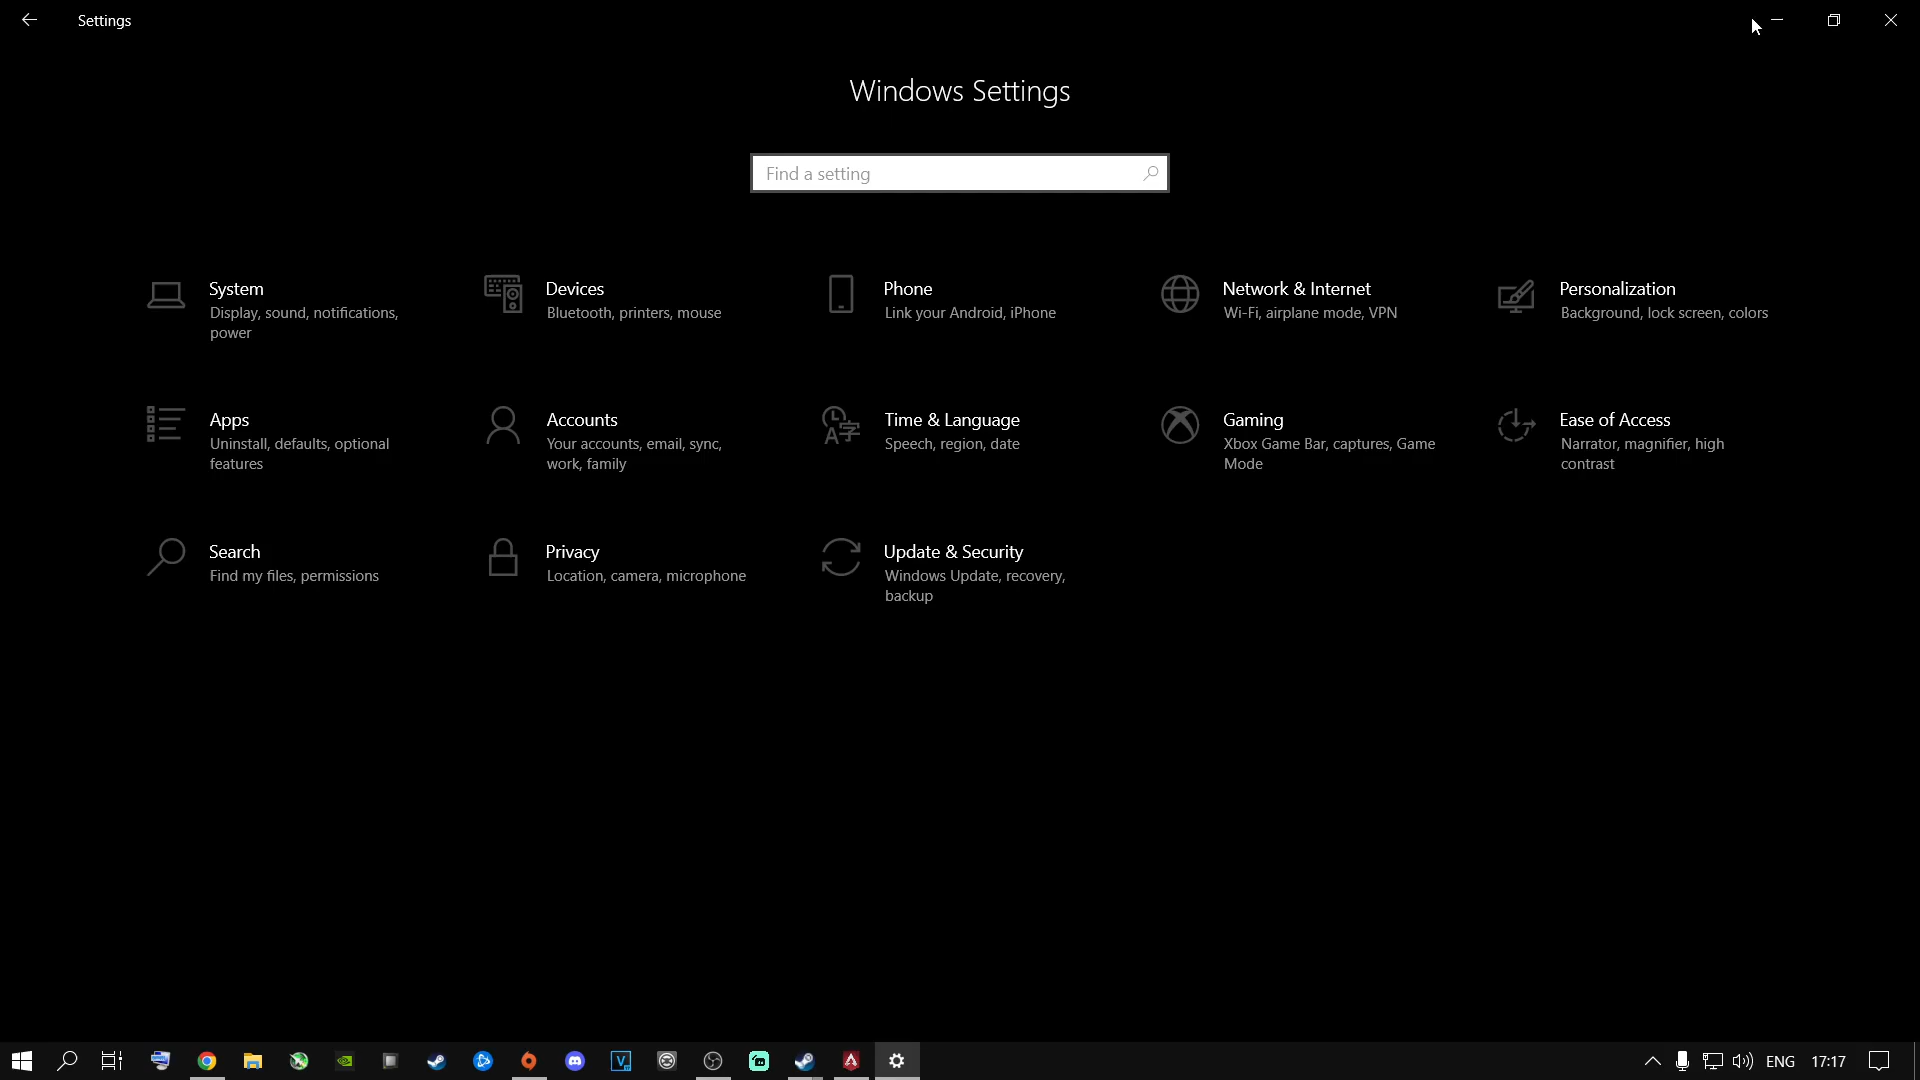 Settings
Windows Settings
Find a setting
System
Display, sound, notifications,
power
Devices
Bluetooth, printers, mouse
Phone
Link your Android, iPhone
Network & Internet
Wi-Fi, airplane mode, VPN
Personalization
Background, lock screen, colors
Apps
Uninstall, defaults, optional
features
Accounts
Your accounts, email, sync,
work, family
Time & Language
Speech, region, date
Gaming
Xbox Game Bar, captures, Game
Mode
Ease of Access
Narrator, magnifier, high
contrast
Search
Find my files, permissions
Privacy
Location, camera, microphone
Update & Security
Windows Update, recovery,
backup
ENG 17:17